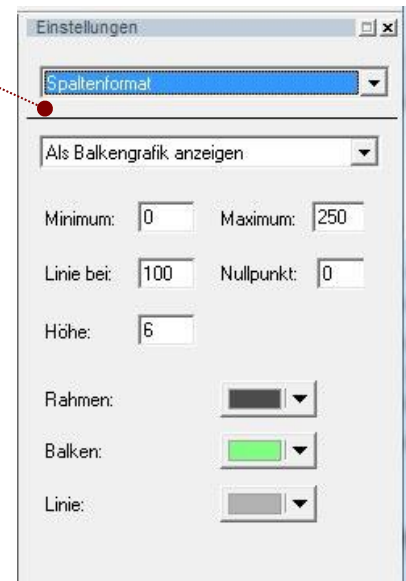 Einstellungen
Spaltenformat
Als Balkengrafik anzeigen
Minimum: 0 Maximum: 250
Linie bei: 100 Nullpunkt: 0
Höhe: 6
Rahmen:
Balken:
Linie: